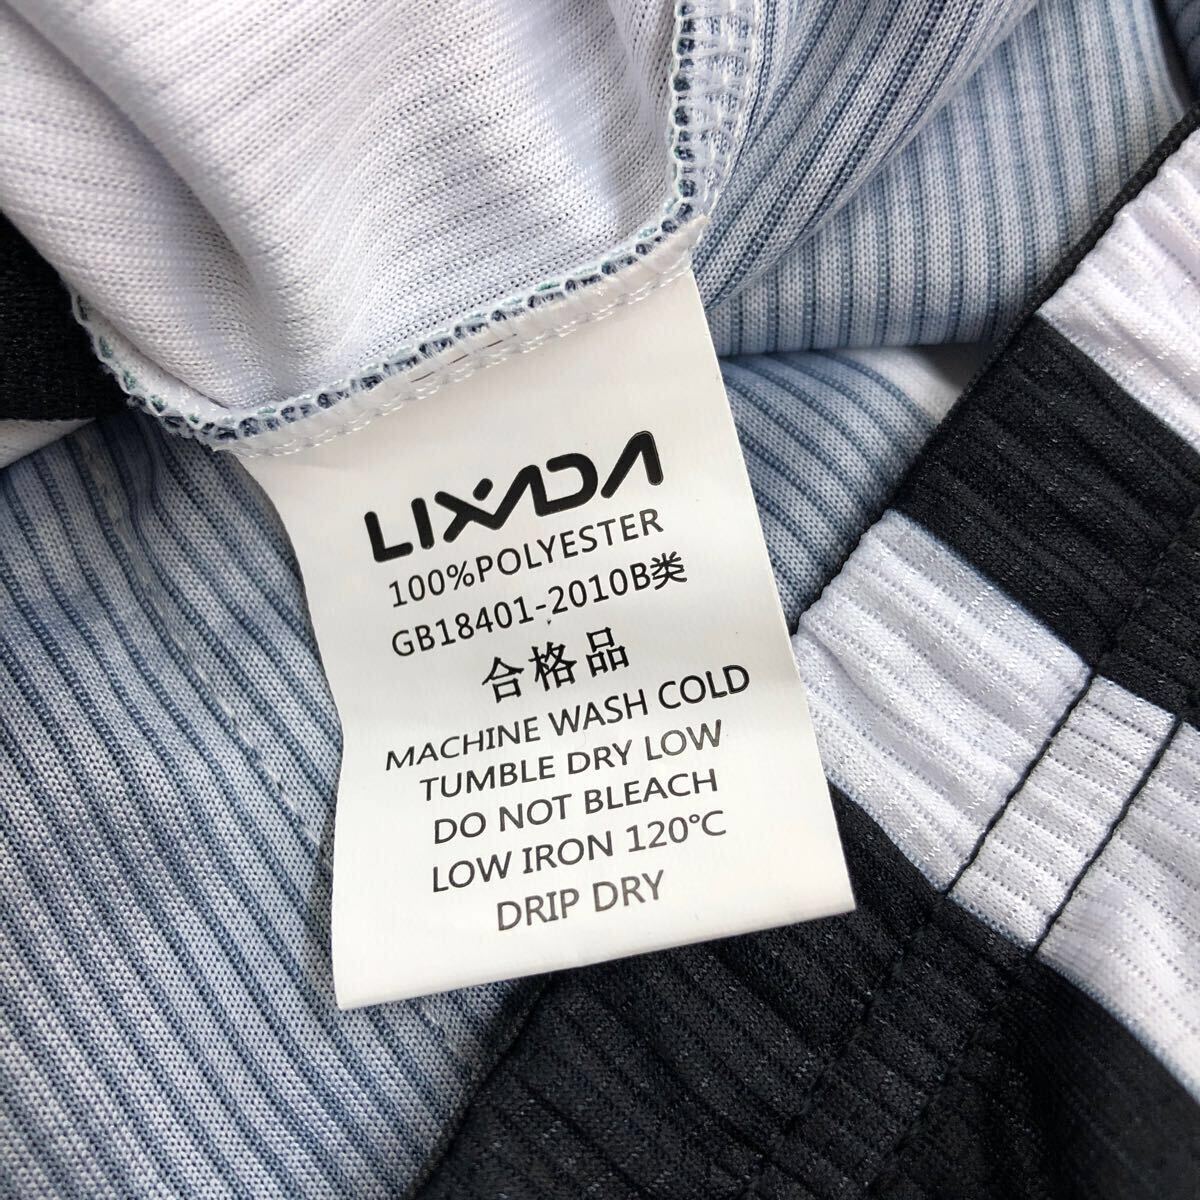 LIXADA
100%POLYESTER
GB18401-2010B类
合格品
MACHINE WASH COLD
TUMBLE DRY LOW
DO NOT BLEACH
LOW IRON 120℃
DRIP DRY